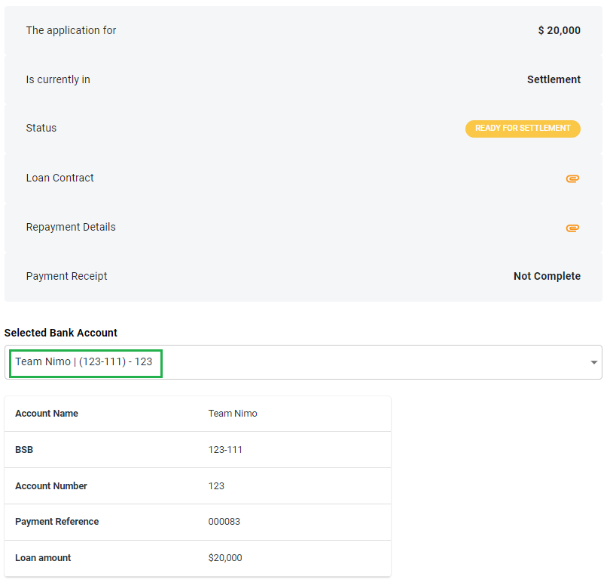 The application for $ 20,000
Is currently in Settlement
Status READY FOR SETTLEMENT
Loan Contract
Repayment Details
Payment Receipt Not Complete
Selected Bank Account
Team Nimo | (123-111) - 123
Account Name Team Nimo
BSB 123-111
Account Number 123
Payment Reference 000083
Loan amount $20,000